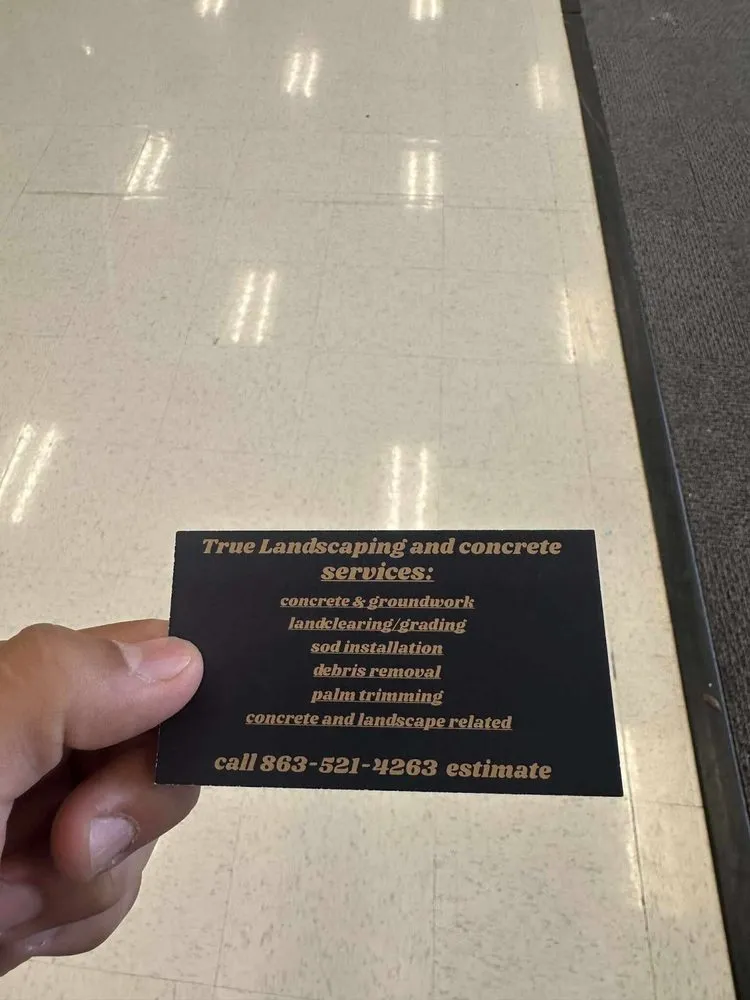 True Landscaping and concrete
services:
concrete & groundwork
landclearing/grading
sod installation
debris removal
palm trimming
concrete and landscape related
call 863-521-4263 estimate